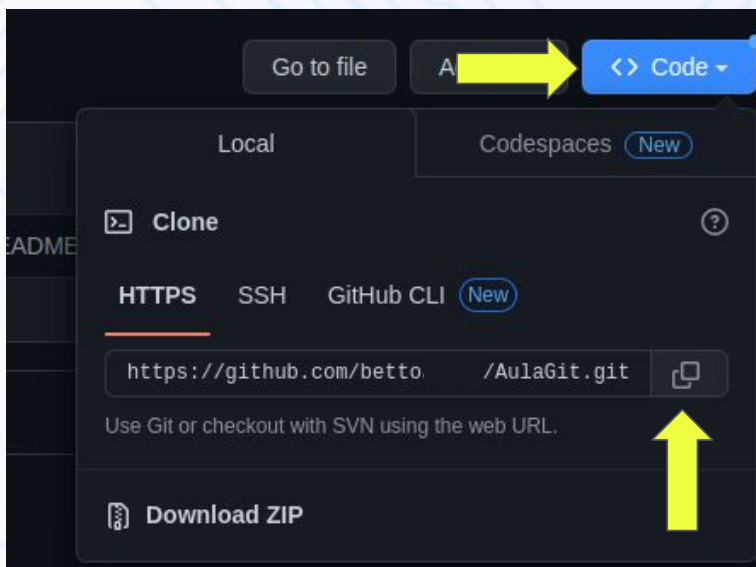 Go to file
<> Code
Local
Codespaces New
EADME
Clone
HTTPS SSH GitHub CLI New
https://github.com/betto /AulaGit.git
Use Git or checkout with SVN using the web URL.
Download ZIP